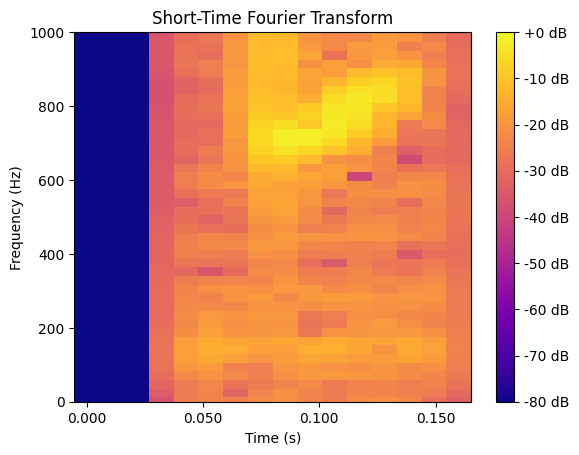 Short-Time Fourier Transform
1000
800
600
400
200
0
Frequency (Hz)
0.000
0.050
0.100
0.150
Time (s)
+0 dB
-10 dB
-20 dB
-30 dB
-40 dB
-50 dB
-60 dB
-70 dB
-80 dB